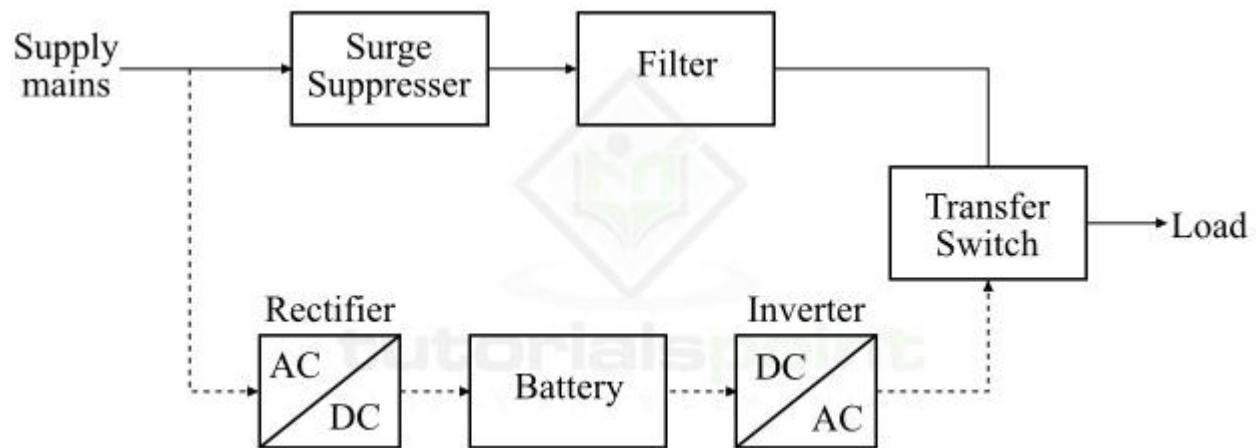 Supply
mains
Surge
Suppresser
Filter
Transfer
Switch
Load
Rectifier
AC
DC
Battery
Inverter
DC
AC
tutorialspoint